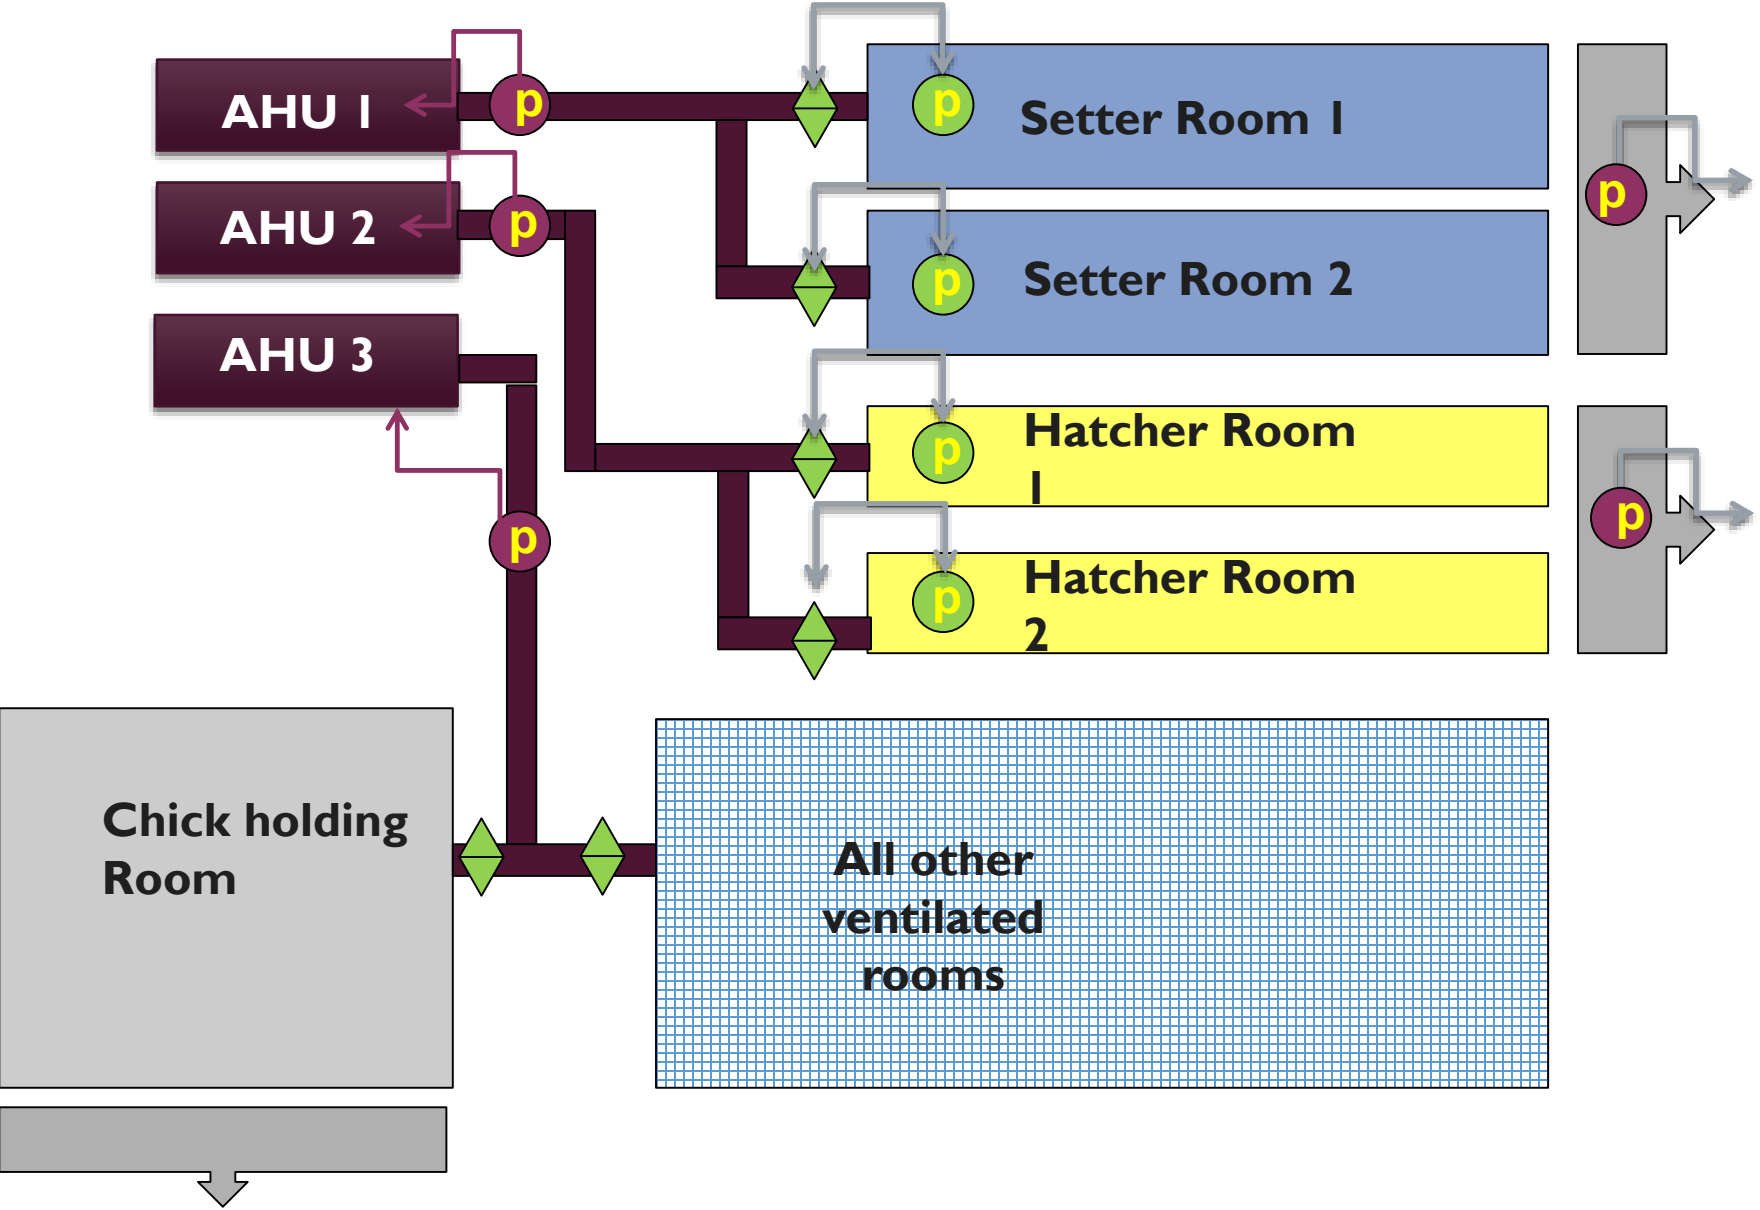 AHU 1
p
p
Setter Room 1
p
AHU 2
p
p
Setter Room 2
AHU 3
p
Hatcher Room
1
p
p
p
Hatcher Room
2
Chick holding
Room
All other
ventilated
rooms